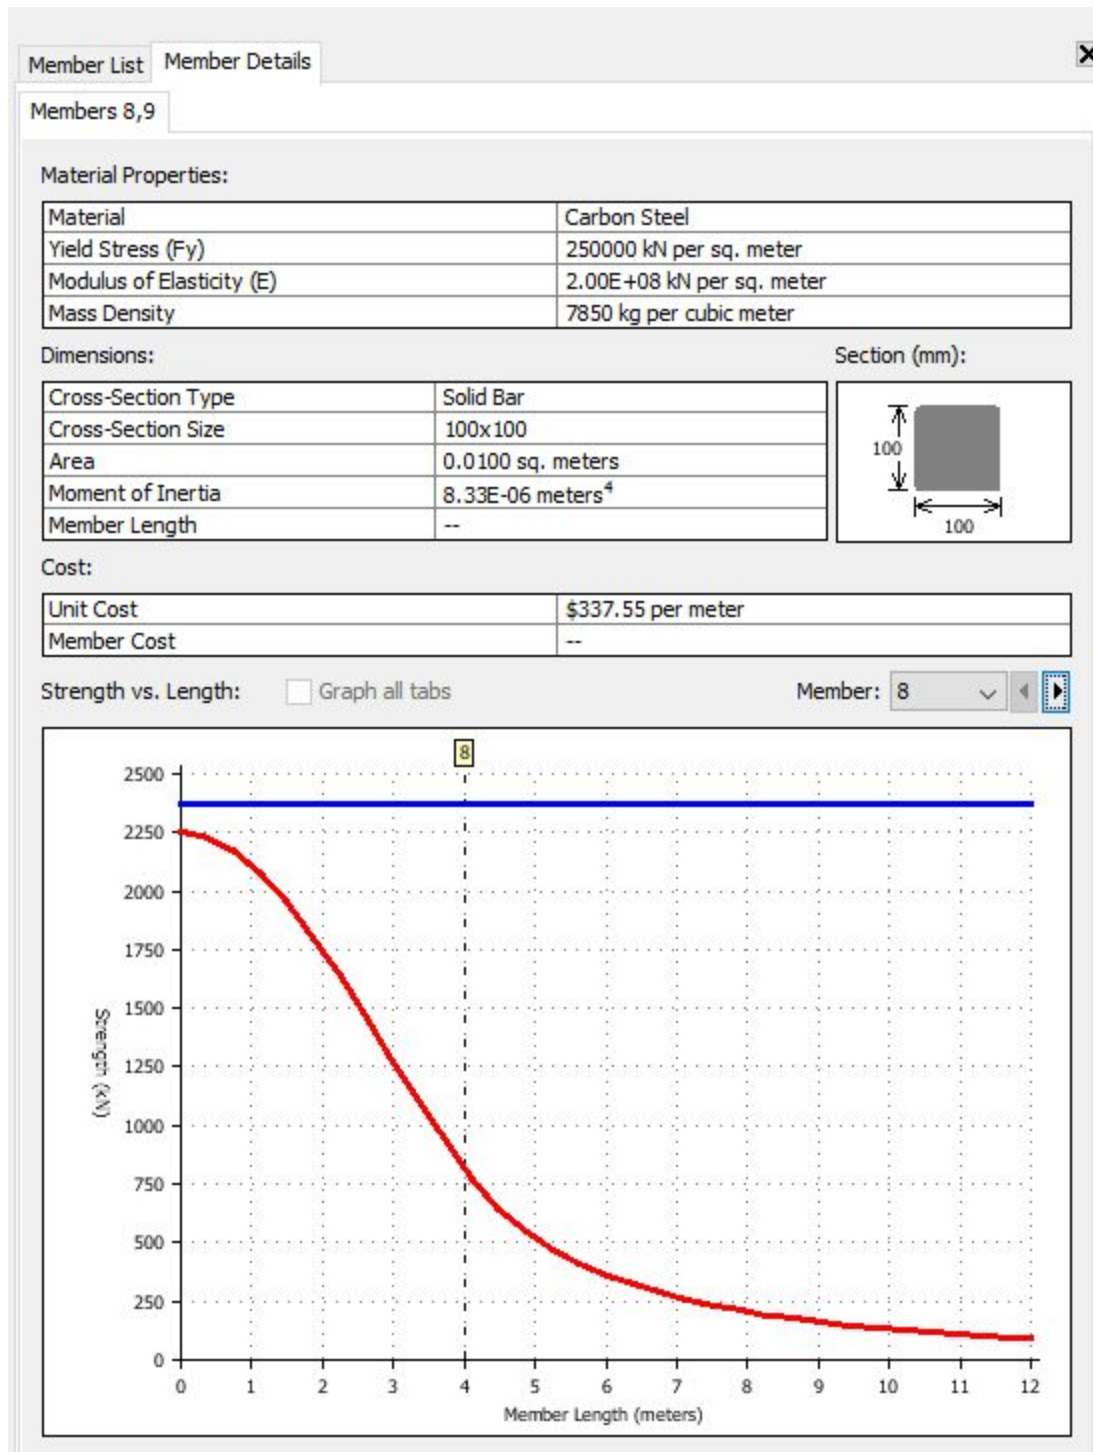 Member List Member Details
Members 8,9
Material Properties:
Material Carbon Steel
Yield Stress (Fy) 250000 kN per sq. meter
Modulus of Elasticity (E) 2.00E+08 kN per sq. meter
Mass Density 7850 kg per cubic meter
Dimensions: Section (mm):
Cross-Section Type Solid Bar
Cross-Section Size 100x100
Area 0.0100 sq. meters
Moment of Inertia 8.33E-06 meters⁴
Member Length --
100
100
Cost:
Unit Cost $337.55 per meter
Member Cost --
Strength vs. Length: Graph all tabs Member: 8
8
2500
2250
2000
1750
1500
1250
1000
750
500
250
0
Strength (kN)
0 1 2 3 4 5 6 7 8 9 10 11 12
Member Length (meters)